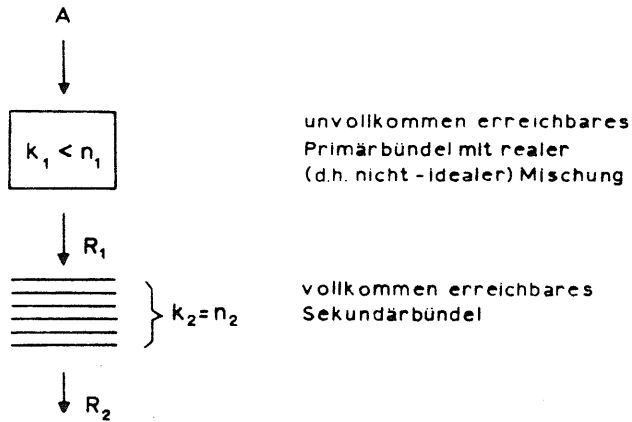 A
k₁ < n₁
unvollkommen erreichbares
Primärbündel mit realer
(d.h. nicht - idealer) Mischung
R₁
k₂ = n₂
vollkommen erreichbares
Sekundärbündel
R₂